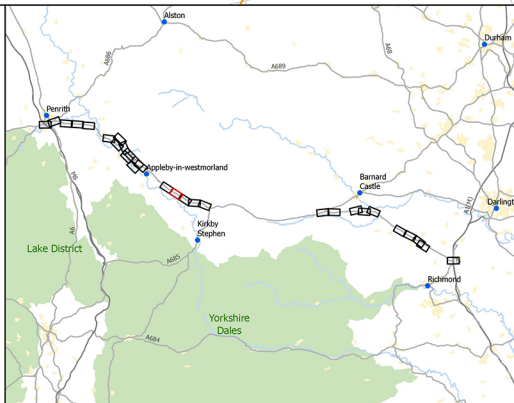 Alston
Durham
A686
A68
A689
Penrith
Appleby-in-westmorland
Barnard
Castle
M6
A6
A1(M)
Darlingt
Kirkby
Stephen
Lake District
A685
Richmond
Yorkshire
Dales
A684